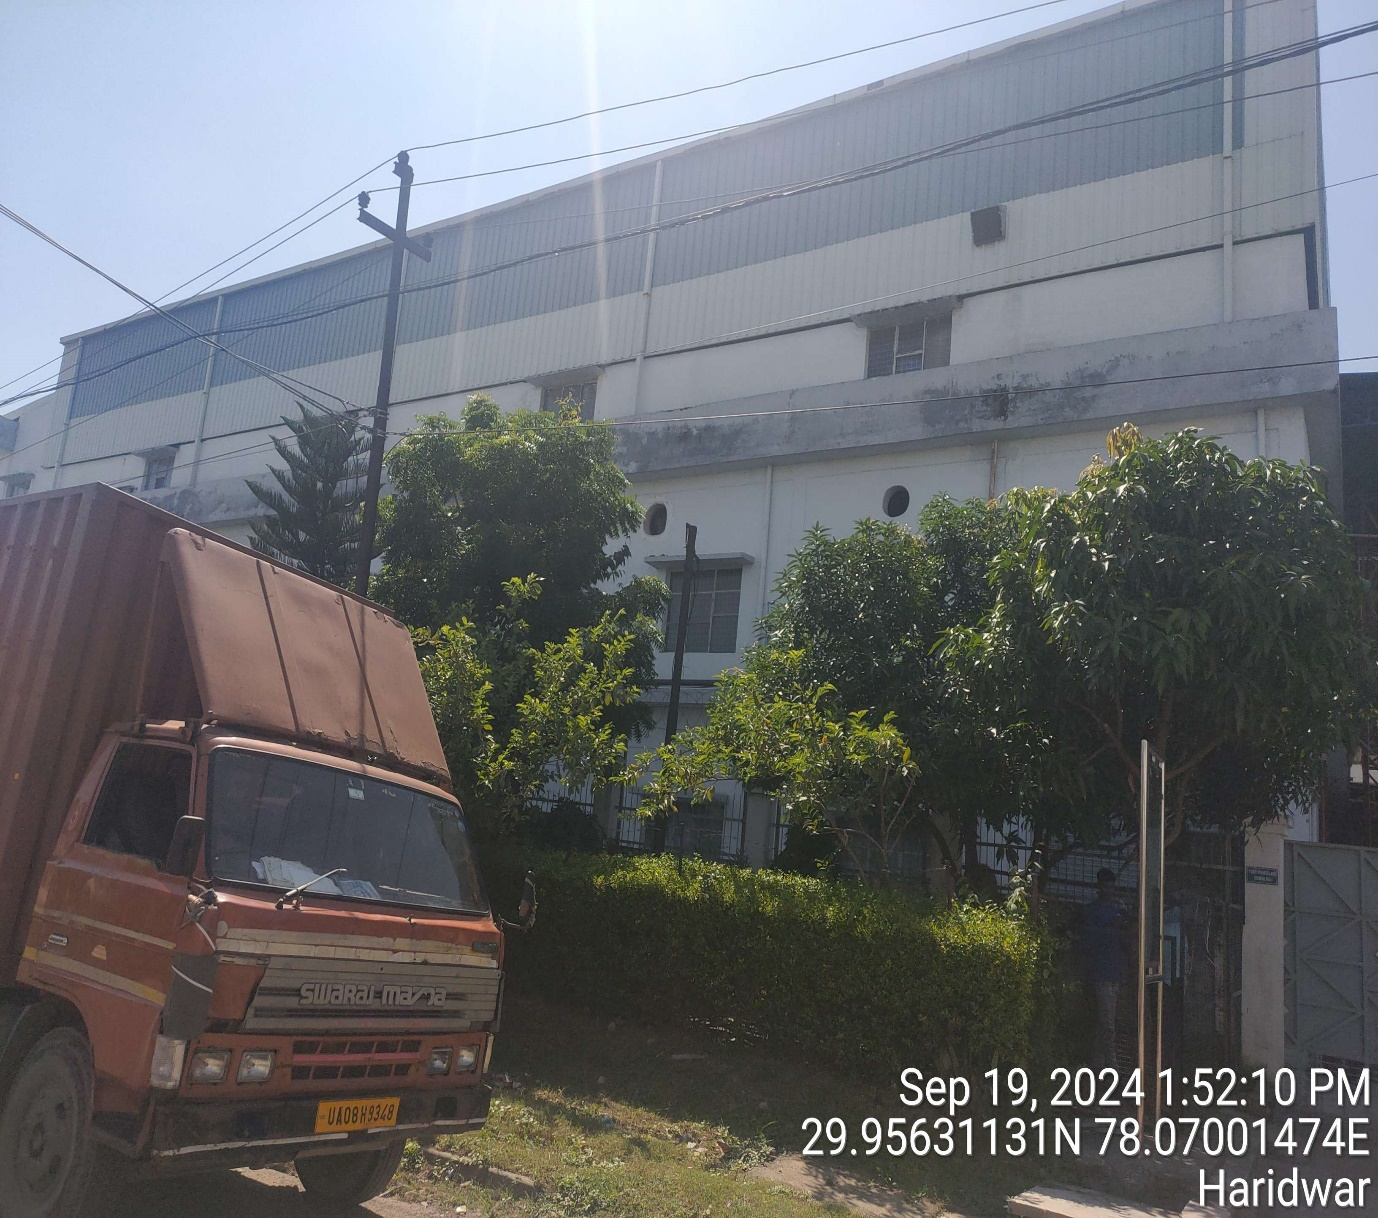 SWARAJ MAZDA
UA08H9348
Sep 19, 2024 1:52:10 PM
29.95631131N 78.07001474E
Haridwar